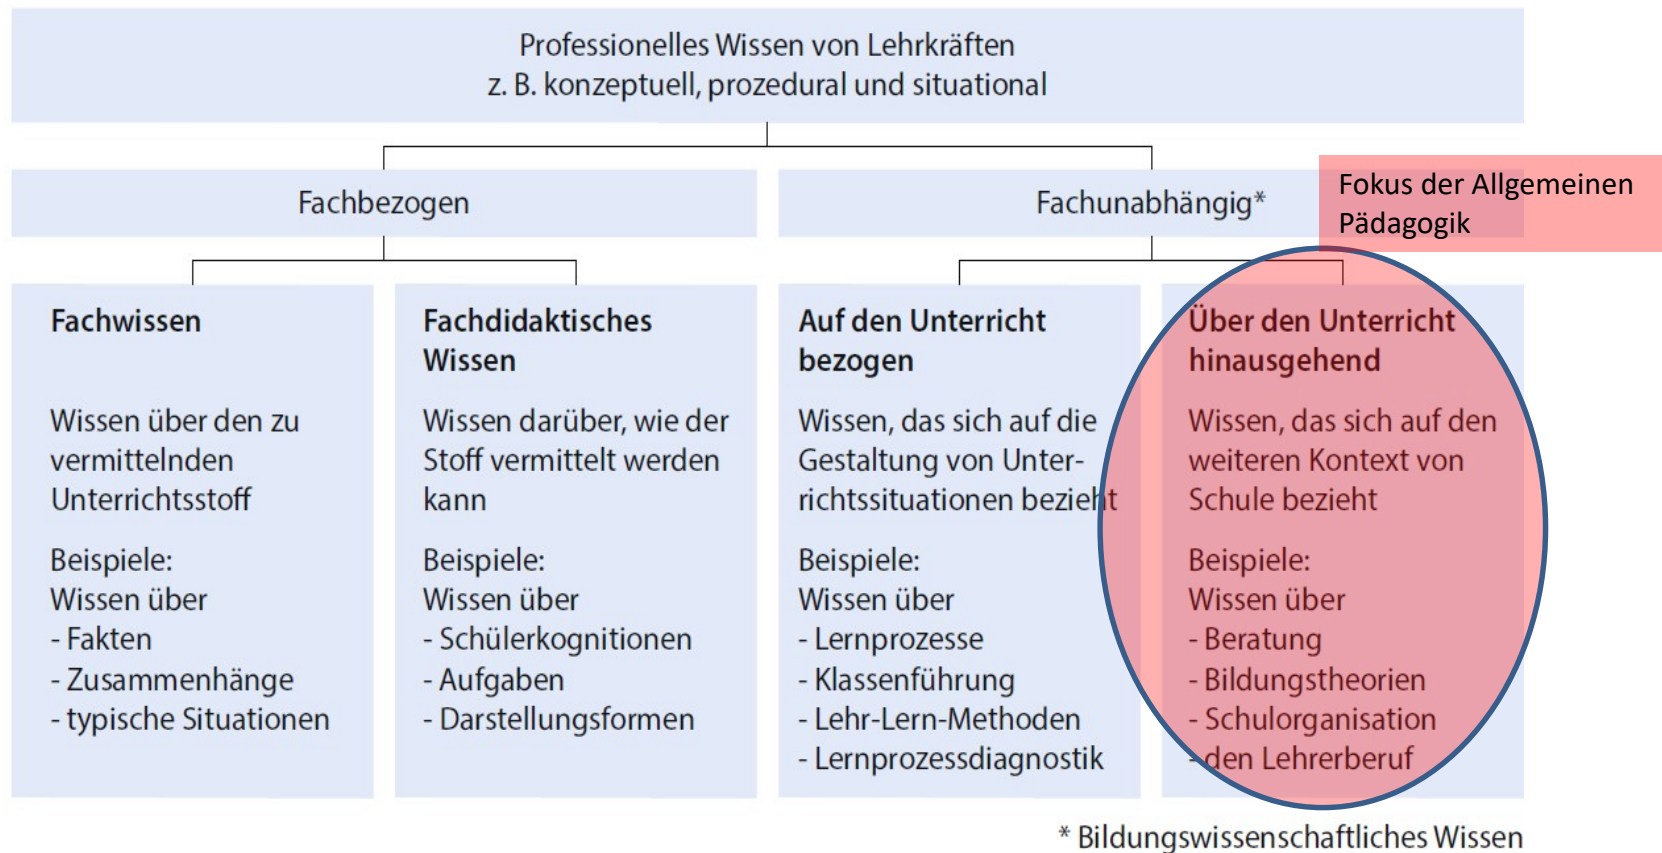 Professionelles Wissen von Lehrkräften
z. B. konzeptuell, prozedural und situational
Fachbezogen
Fachunabhängig*
Fokus der Allgemeinen
Pädagogik
Fachwissen
Wissen über den zu
vermittelnden
Unterrichtsstoff
Beispiele:
Wissen über
- Fakten
- Zusammenhänge
- typische Situationen
Fachdidaktisches
Wissen
Wissen darüber, wie der
Stoff vermittelt werden
kann
Beispiele:
Wissen über
- Schülerkognitionen
- Aufgaben
- Darstellungsformen
Auf den Unterricht
bezogen
Wissen, das sich auf die
Gestaltung von Unter-
richtssituationen bezieht
Beispiele:
Wissen über
- Lernprozesse
- Klassenführung
- Lehr-Lern-Methoden
- Lernprozessdiagnostik
Über den Unterricht
hinausgehend
Wissen, das sich auf den
weiteren Kontext von
Schule bezieht
Beispiele:
Wissen über
- Beratung
- Bildungstheorien
- Schulorganisation
- den Lehrerberuf
* Bildungswissenschaftliches Wissen